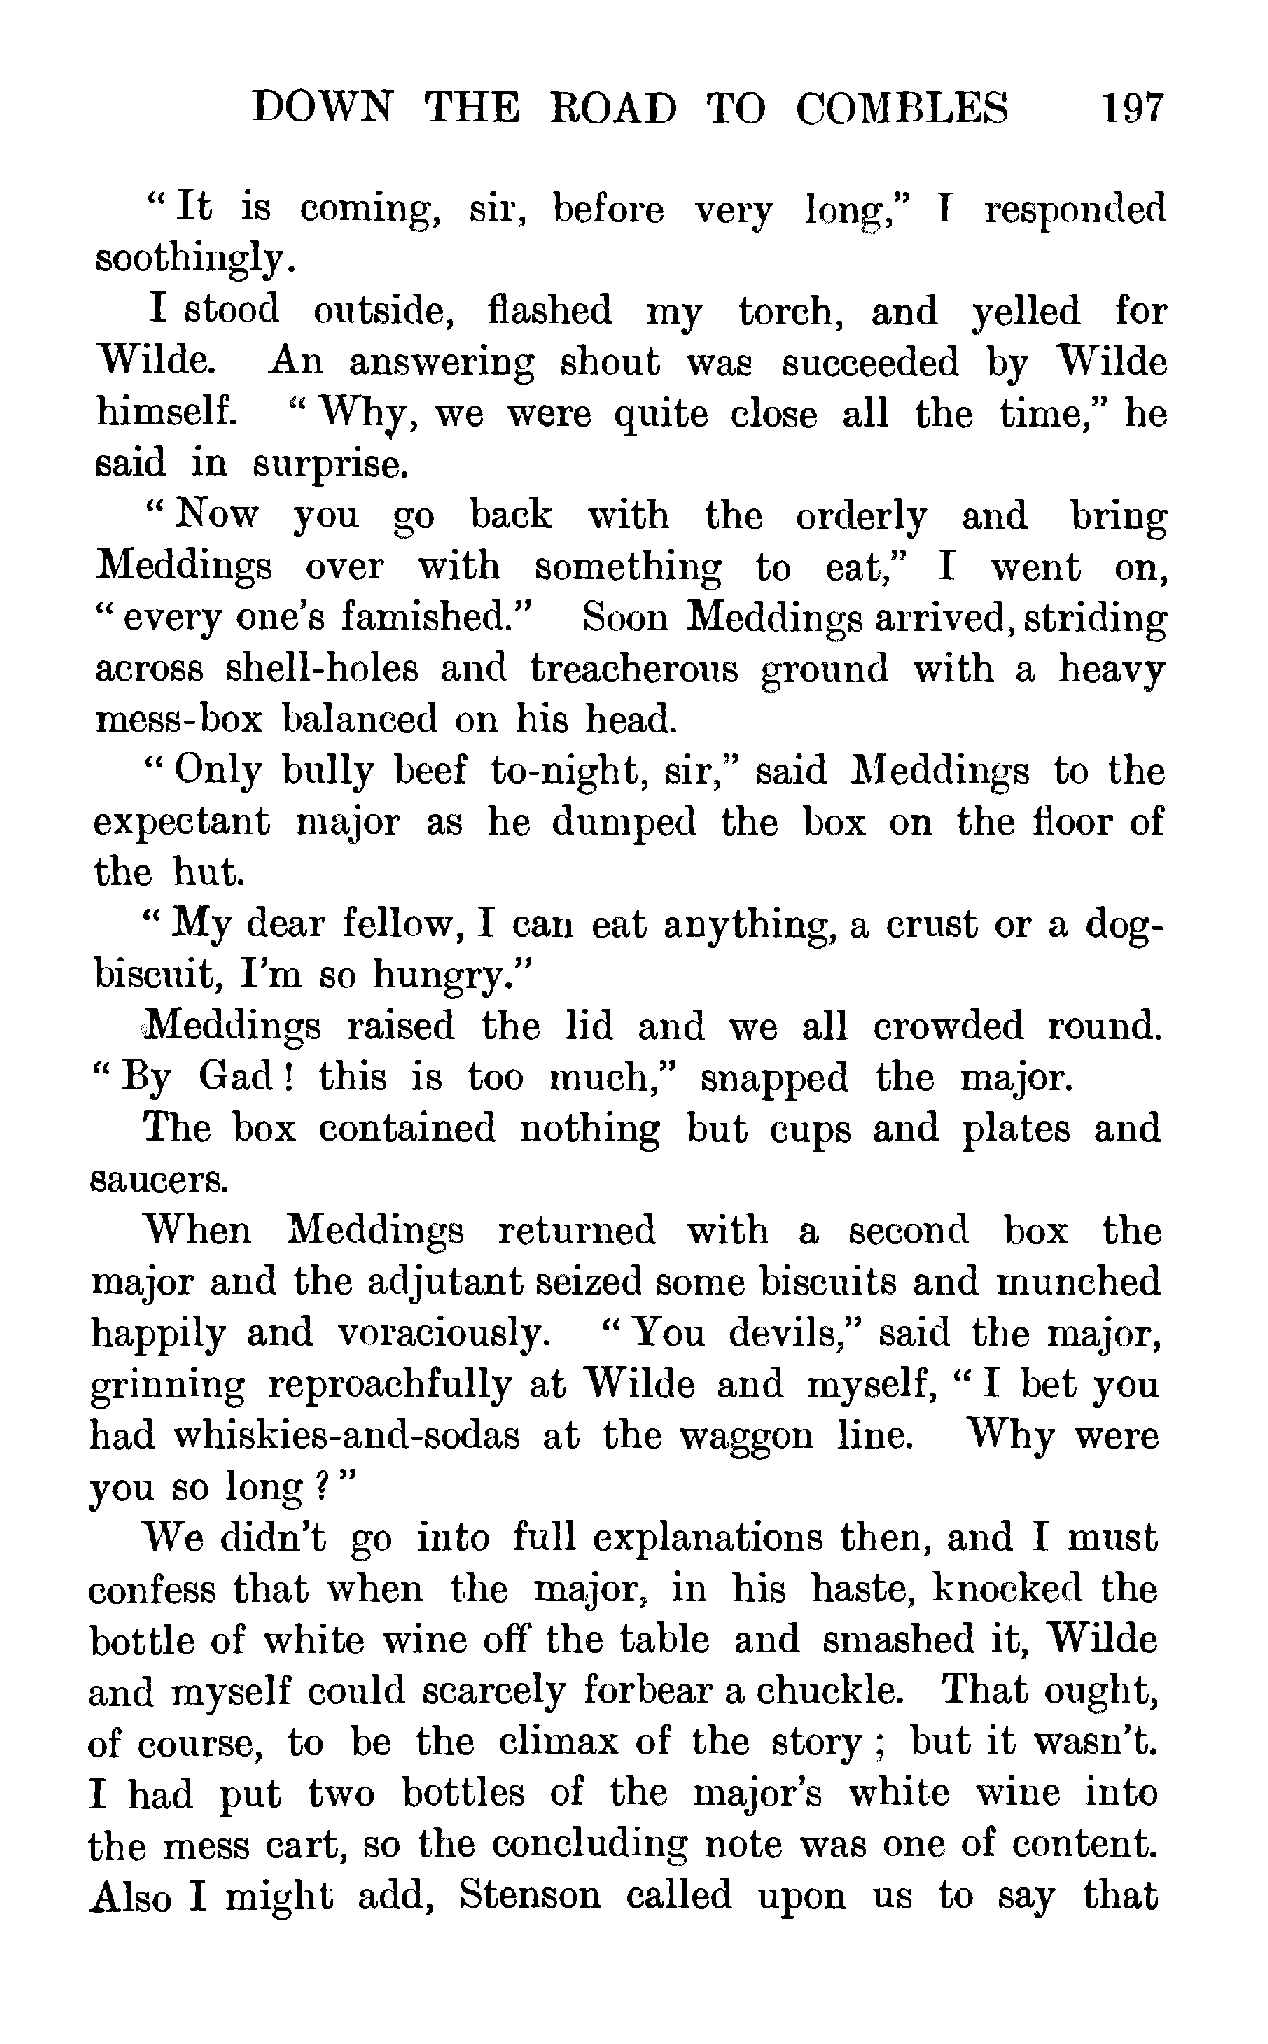 DOWN THE ROAD TO COMBLES 197
“ It is coming, sir, before very long,” I responded
soothingly.
I stood outside, flashed my torch, and yelled for
Wilde. An answering shout was succeeded by Wilde
himself. “ Why, we were quite close all the time,” he
said in surprise.
“ Now you go back with the orderly and bring
Meddings over with something to eat,” I went on,
“ every one’s famished.” Soon Meddings arrived, striding
across shell-holes and treacherous ground with a heavy
mess-box balanced on his head.
“ Only bully beef to-night, sir,” said Meddings to the
expectant major as he dumped the box on the floor of
the hut.
“ My dear fellow, I can eat anything, a crust or a dog-
biscuit, I’m so hungry.”
Meddings raised the lid and we all crowded round.
“ By Gad ! this is too much,” snapped the major.
The box contained nothing but cups and plates and
saucers.
When Meddings returned with a second box the
major and the adjutant seized some biscuits and munched
happily and voraciously. “ You devils,” said the major,
grinning reproachfully at Wilde and myself, “ I bet you
had whiskies-and-sodas at the waggon line. Why were
you so long ? ”
We didn’t go into full explanations then, and I must
confess that when the major, in his haste, knocked the
bottle of white wine off the table and smashed it, Wilde
and myself could scarcely forbear a chuckle. That ought,
of course, to be the climax of the story ; but it wasn’t.
I had put two bottles of the major’s white wine into
the mess cart, so the concluding note was one of content.
Also I might add, Stenson called upon us to say that